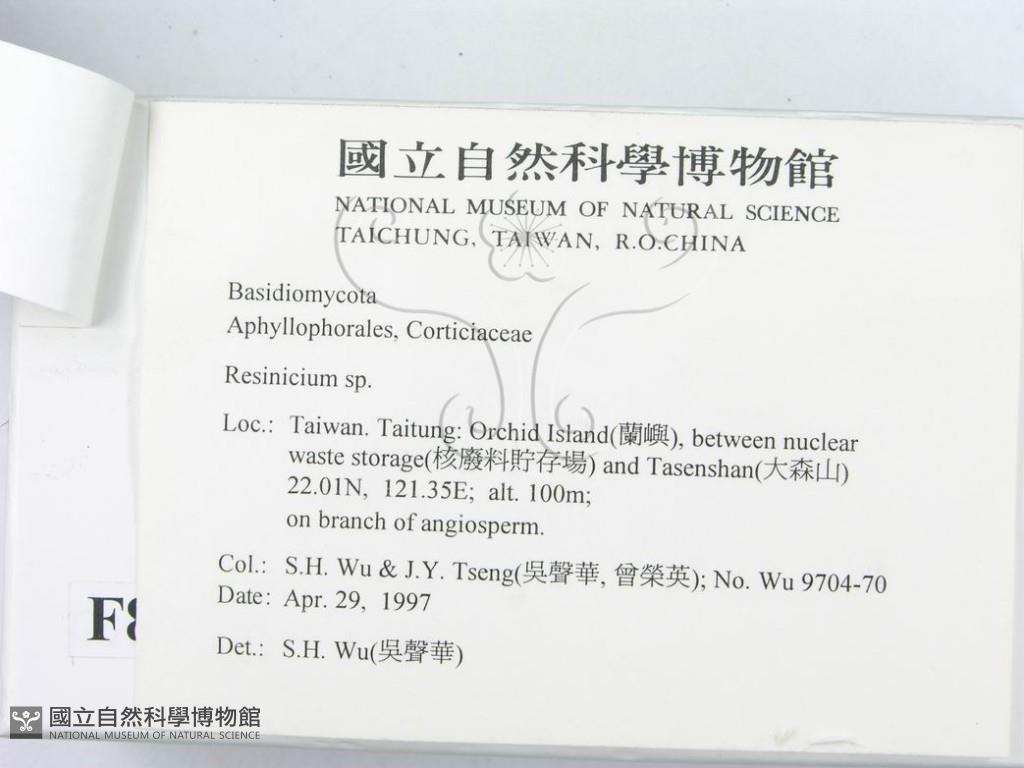 國立自然科學博物館
NATIONAL MUSEUM OF NATURAL SCIENCE
TAICHUNG, TAIWAN, R.O.CHINA
Basidiomycota
Aphyllophorales, Corticiaceae
Resinicium sp.
Loc.: Taiwan. Taitung: Orchid Island(蘭嶼), between nuclear
waste storage(核廢料貯存場) and Tasenshan(大森山)
22.01N, 121.35E; alt. 100m;
on branch of angiosperm.
Col.: S.H. Wu & J.Y. Tseng(吳聲華, 曾榮英); No. Wu 9704-70
Date: Apr. 29, 1997
Det.: S.H. Wu(吳聲華)
F8
國立自然科學博物館
NATIONAL MUSEUM OF NATURAL SCIENCE